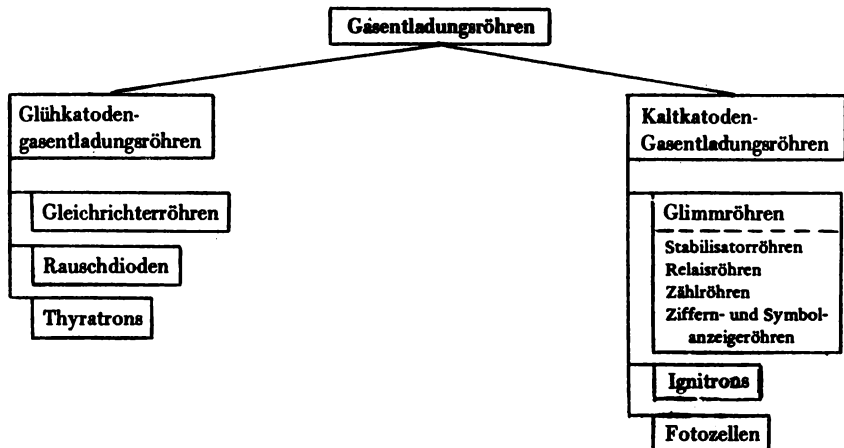 Gasentladungsröhren
Glühkatoden-
gasentladungsröhren
Gleichrichterröhren
Rauschdioden
Thyratrons
Kaltkatoden-
Gasentladungsröhren
Glimmröhren
Stabilisatorröhren
Relaisröhren
Zählröhren
Ziffern- und Symbol-
anzeigeröhren
Ignitrons
Fotozellen